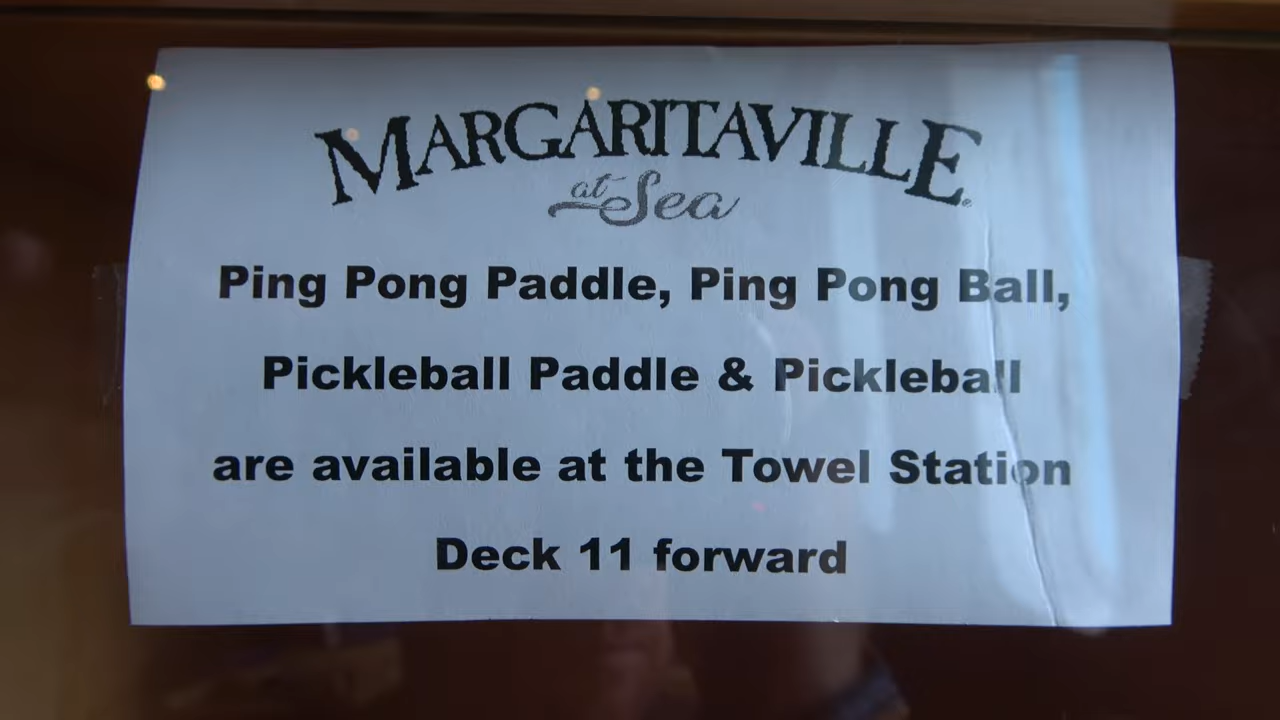 MARGARITAVILLE
at Sea
Ping Pong Paddle, Ping Pong Ball,
Pickleball Paddle & Pickleball
are available at the Towel Station
Deck 11 forward